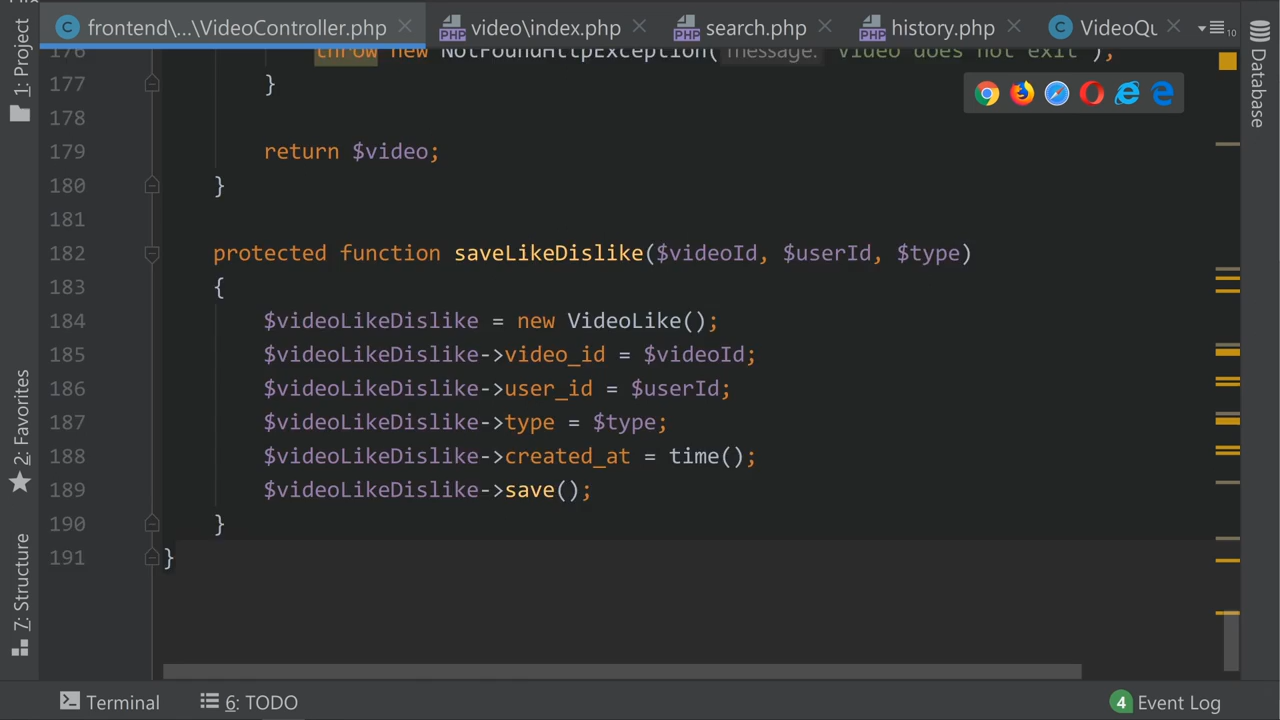 frontend\...\VideoController.php
video\index.php
search.php
history.php
VideoQu
10
1: Project
Database
176 throw new NotFoundHttpException( message: "Video does not exit");
177 }
178
179 return $video;
180 }
181
182 protected function saveLikeDislike($videoId, $userId, $type)
183 {
184 $videoLikeDislike = new VideoLike();
185 $videoLikeDislike->video_id = $videoId;
186 $videoLikeDislike->user_id = $userId;
187 $videoLikeDislike->type = $type;
188 $videoLikeDislike->created_at = time();
189 $videoLikeDislike->save();
190 }
191 }
2: Favorites
7: Structure
Terminal
6: TODO
4 Event Log